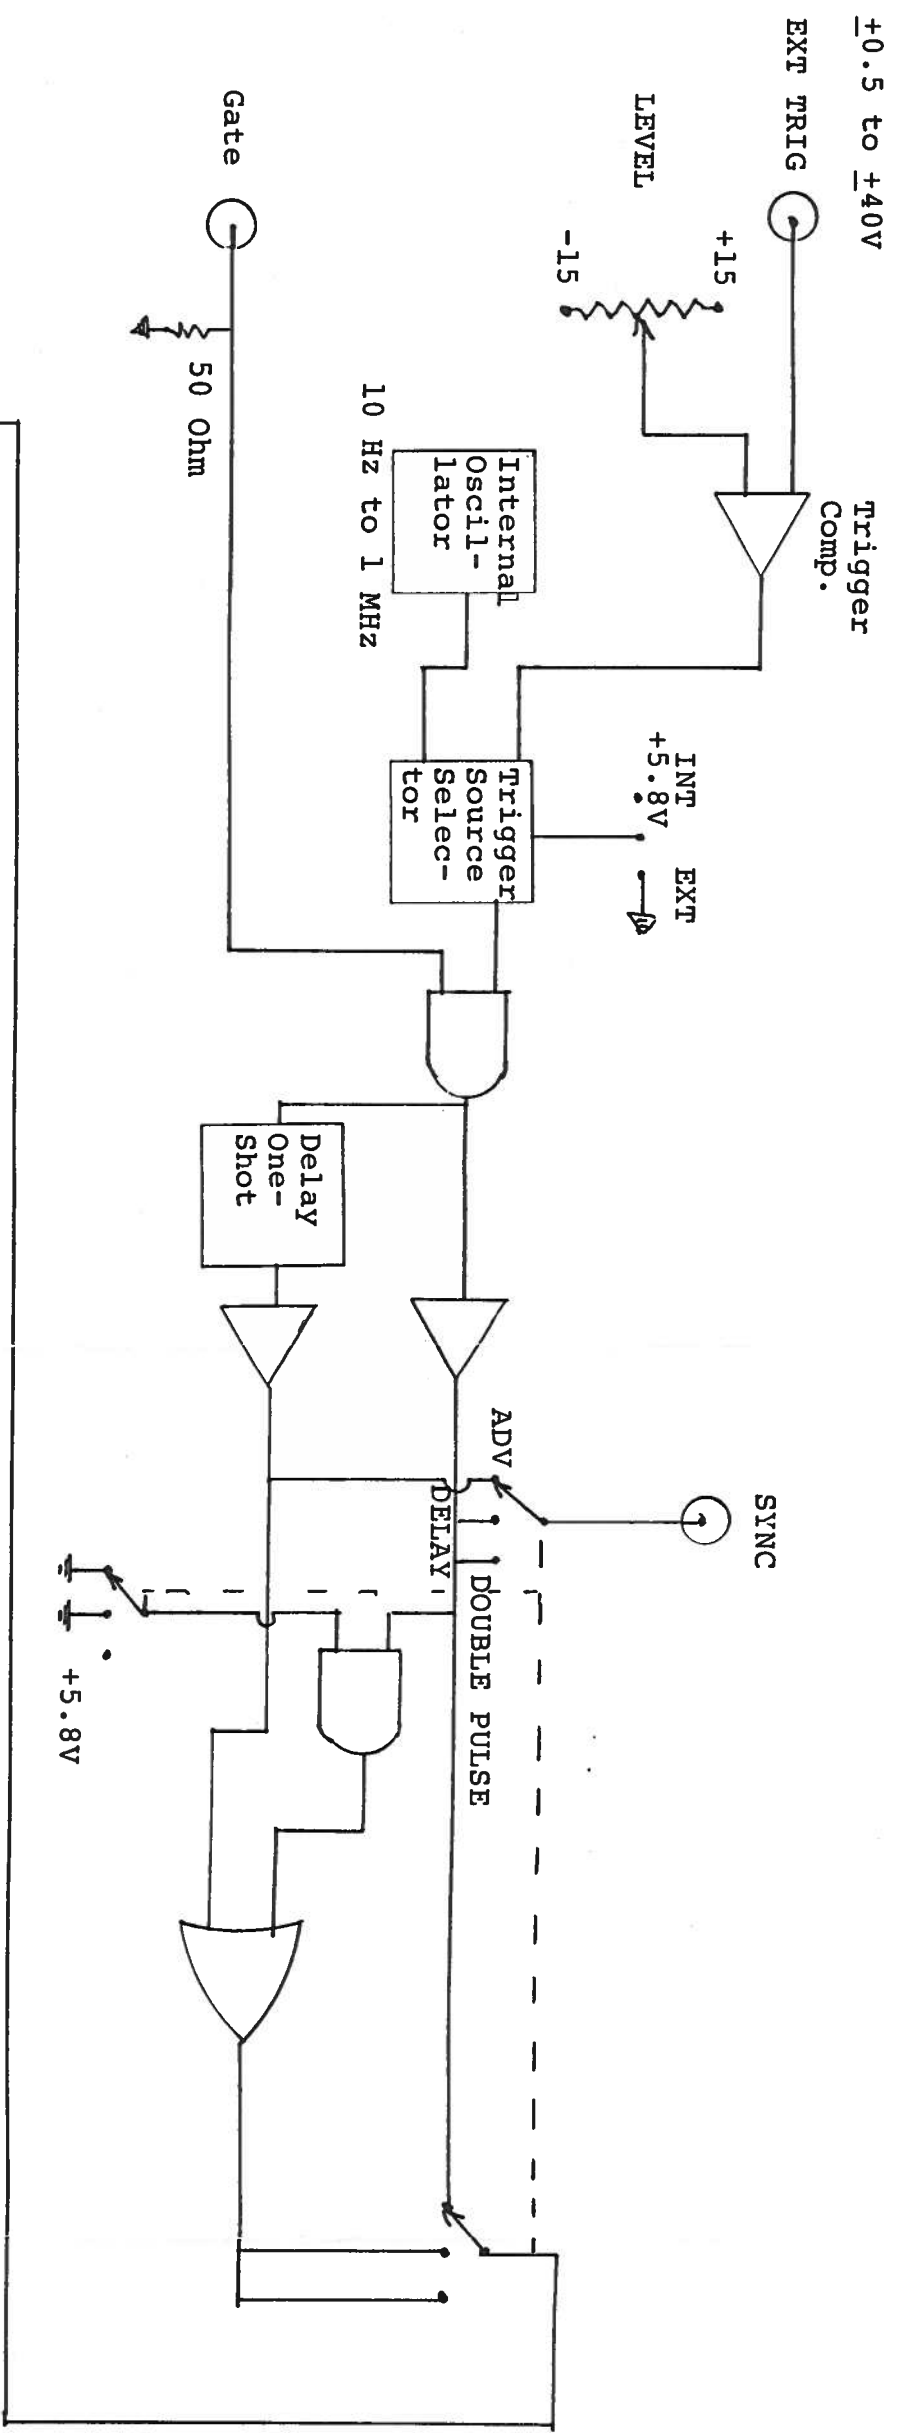 ±0.5 to ±40V
EXT TRIG
LEVEL
+15
-15
Trigger
Comp.
Gate
50 Ohm
Internal
Oscil-
lator
10 Hz to 1 MHz
INT
+5.8V
EXT
Trigger
Source
Selec-
tor
Delay
One-
Shot
SYNC
ADV
DELAY
DOUBLE PULSE
+5.8V